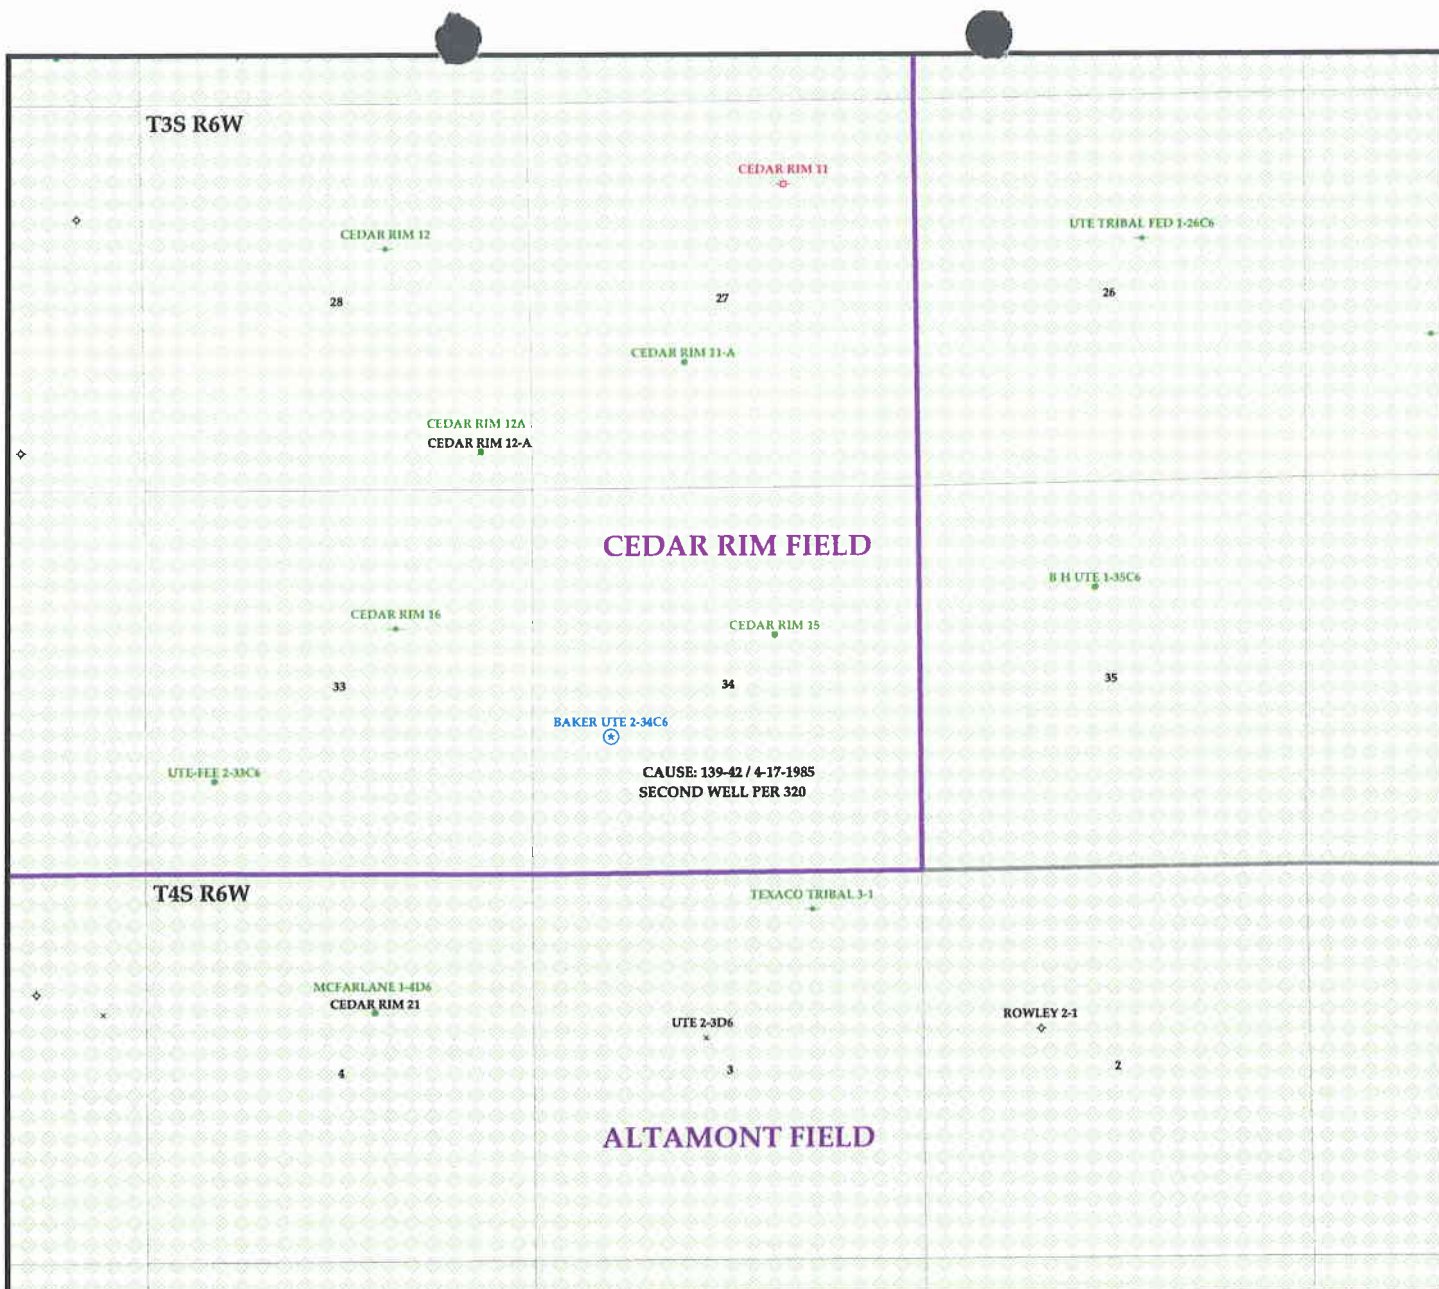 T3S R6W
CEDAR RIM 11
UTE TRIBAL FED 1-26C6
CEDAR RIM 12
28
27
26
CEDAR RIM 11-A
CEDAR RIM 12A
CEDAR RIM 12-A
CEDAR RIM FIELD
B H UTE 1-35C6
CEDAR RIM 16
CEDAR RIM 15
33
34
35
BAKER UTE 2-34C6
UTE-FEE 2-33C6
CAUSE: 139-42 / 4-17-1985
SECOND WELL PER 320
T4S R6W
TEXACO TRIBAL 3-1
MCFARLANE 1-4D6
CEDAR RIM 21
UTE 2-3D6
ROWLEY 2-1
4
3
2
ALTAMONT FIELD